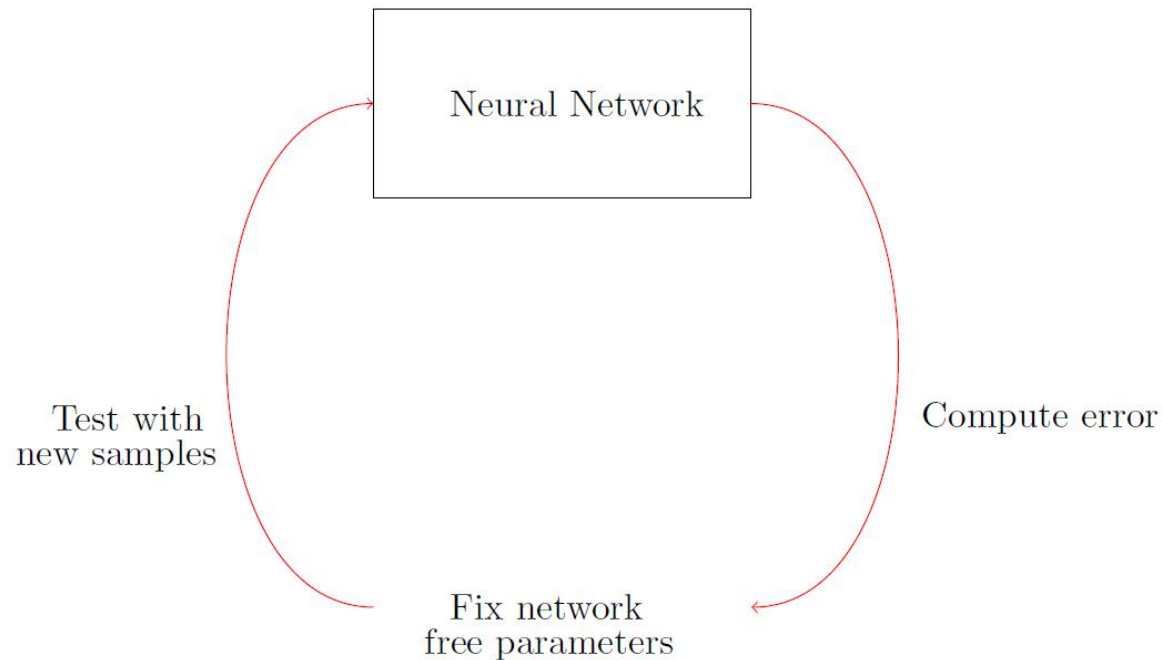 Neural Network
Test with
new samples
Compute error
Fix network
free parameters